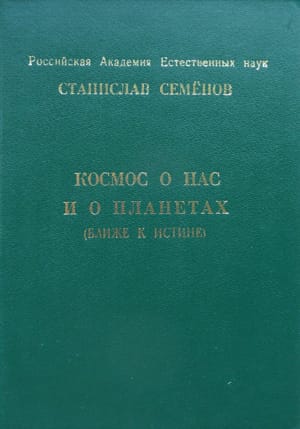 Российская Академия Естественных наук
СТАНИСЛАВ СЕМЁНОВ
КОСМОС О НАС
И О ПЛАНЕТАХ
(БЛИЖЕ К ИСТИНЕ)